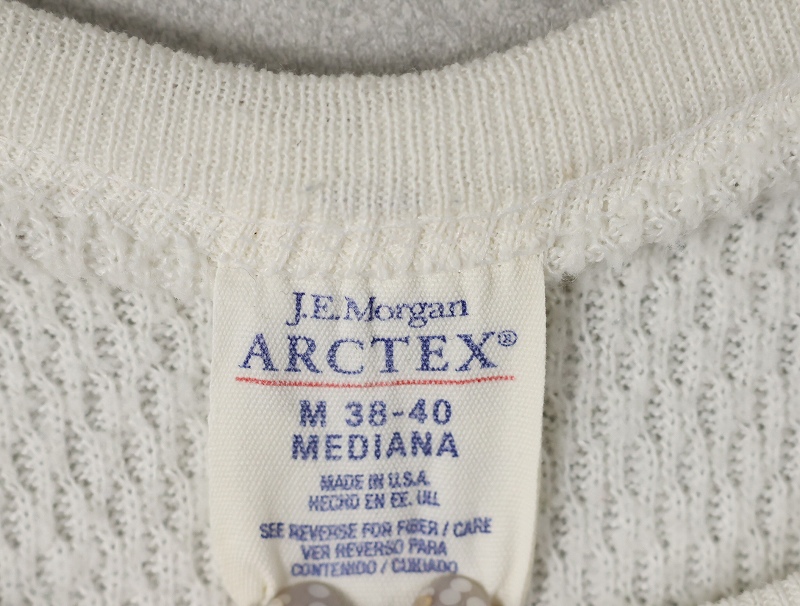 J.E. Morgan
ARCTEX®
M 38-40
MEDIANA
MADE IN U.S.A.
HECHO EN EE. UU.
SEE REVERSE FOR FIBER / CARE
VER REVERSO PARA
CONTENIDO / CUIDADO